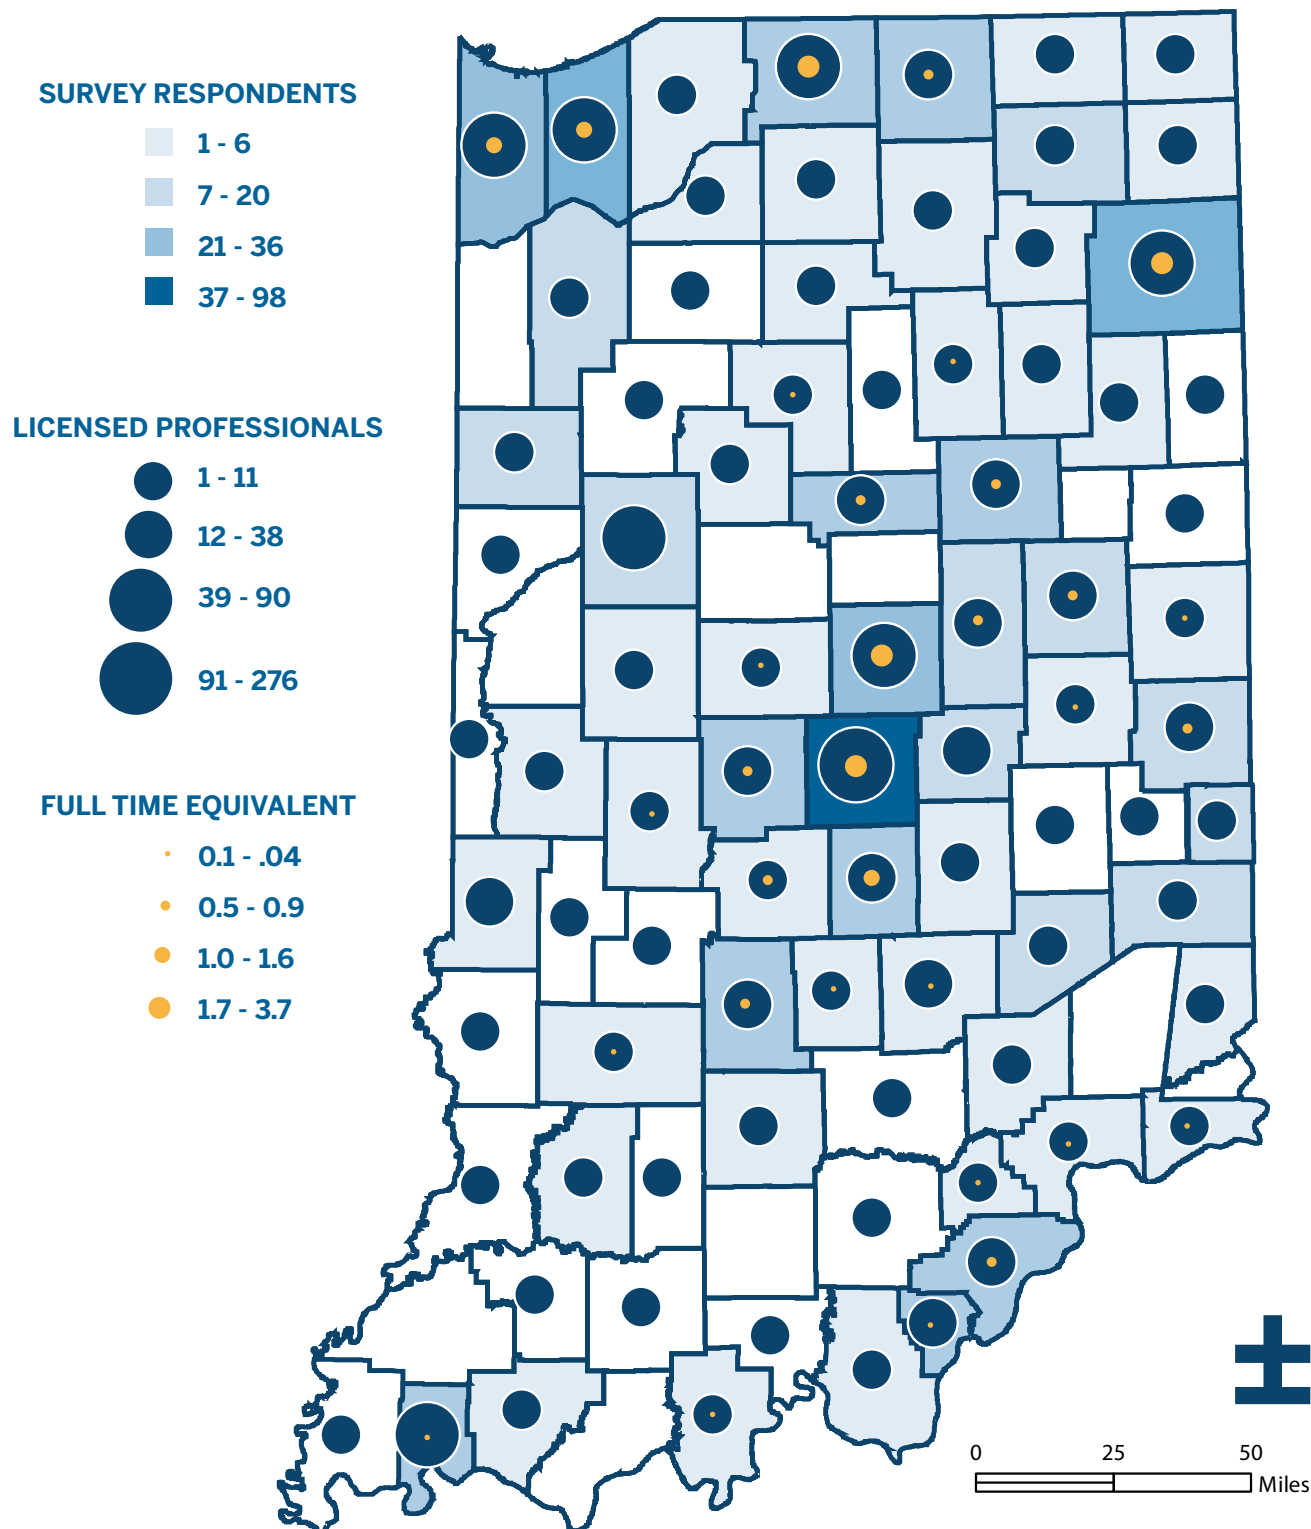 SURVEY RESPONDENTS
1 - 6
7 - 20
21 - 36
37 - 98
LICENSED PROFESSIONALS
1 - 11
12 - 38
39 - 90
91 - 276
FULL TIME EQUIVALENT
0.1 - .04
0.5 - 0.9
1.0 - 1.6
1.7 - 3.7
0 25 50
Miles